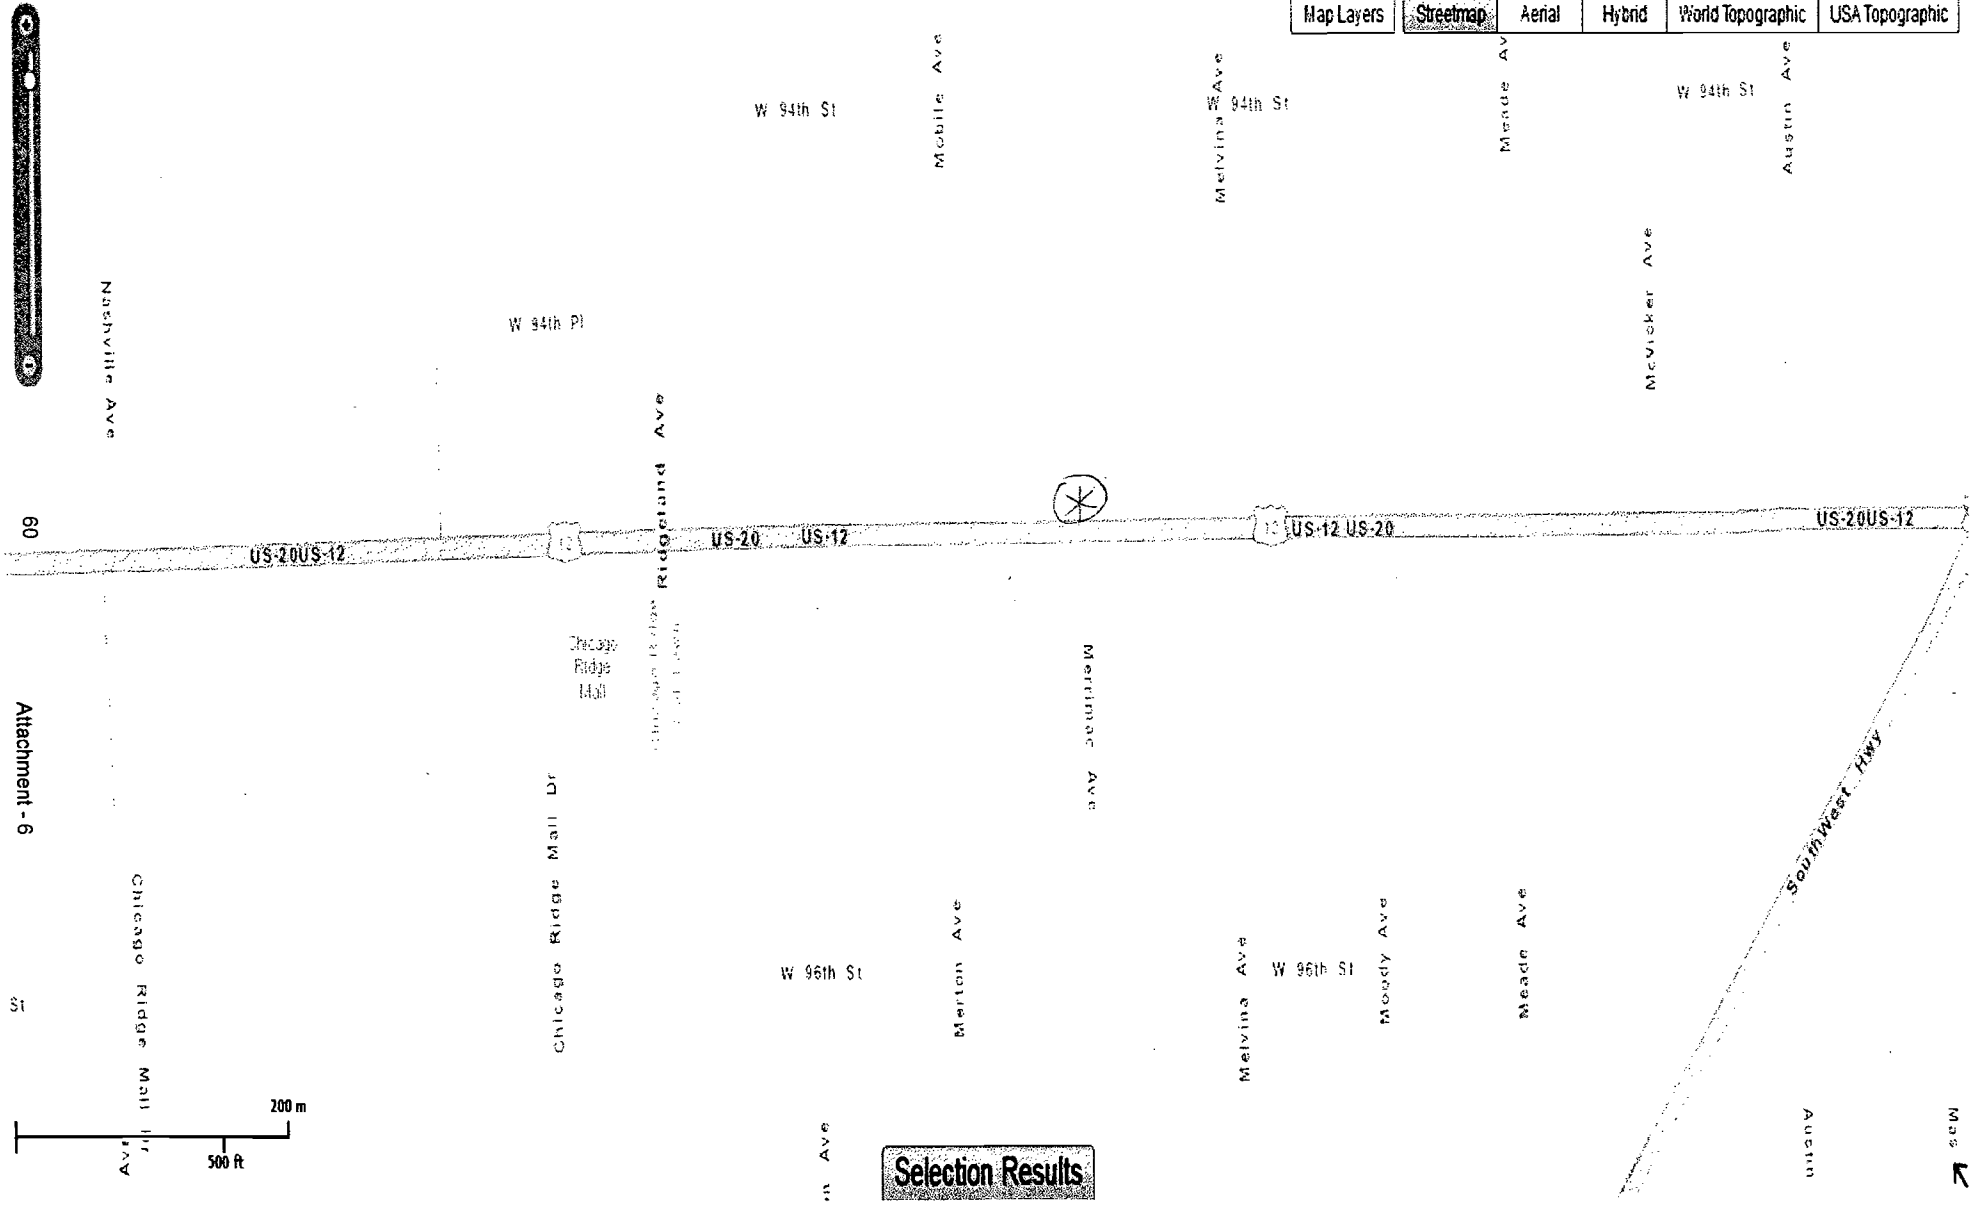 Map Layers
Streetmap
Aerial
Hybrid
World Topographic
USA Topographic
W 94th St
Mobile Ave
Melvina Ave
W 94th St
Meade Av
W 94th St
Austin Ave
Nashville Ave
W 94th Pl
Ridgeland Ave
McVicker Ave
60
US-20US-12
12
US-20
US-12
12
US-12 US-20
US-20US-12
Chicago
Ridge
Mall
Merrimac Ave
Attachment - 6
SouthWest Hwy
Chicago Ridge Mall Dr
Chicago Ridge Mall Dr
W 96th St
Merton Ave
Melvina Ave
W 96th St
Moody Ave
Meade Ave
St
200 m
500 ft
Ave
n Ave
Selection Results
Austin
Mas